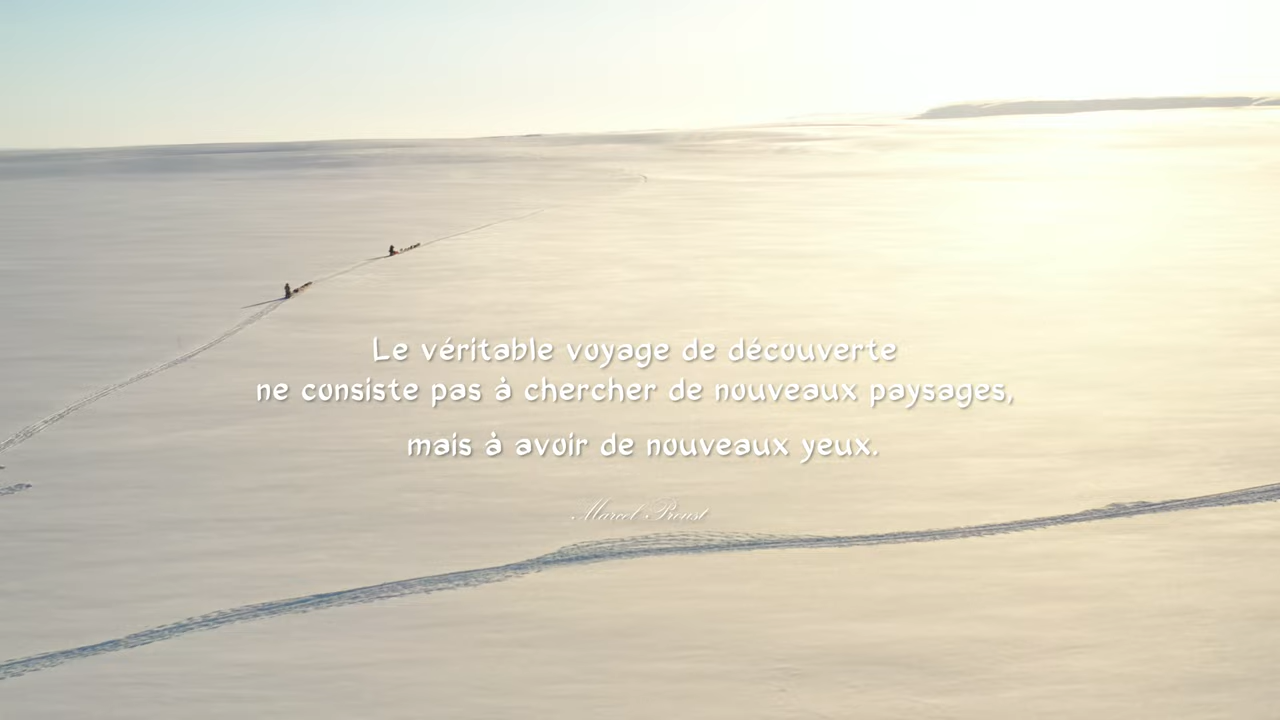 Le véritable voyage de découverte
ne consiste pas à chercher de nouveaux paysages,
mais à avoir de nouveaux yeux.
Marcel Proust